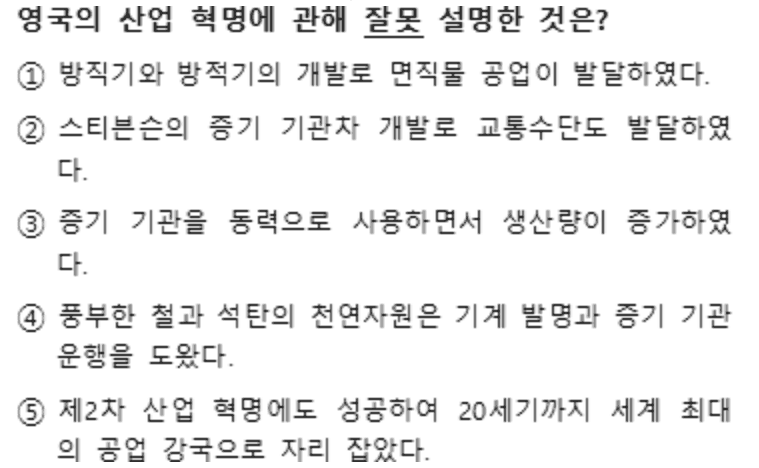 영국의 산업 혁명에 관해 잘못 설명한 것은?
① 방직기와 방적기의 개발로 면직물 공업이 발달하였다.
② 스티븐슨의 증기 기관차 개발로 교통수단도 발달하였
다.
③ 증기 기관을 동력으로 사용하면서 생산량이 증가하였
다.
④ 풍부한 철과 석탄의 천연자원은 기계 발명과 증기 기관
운행을 도왔다.
⑤ 제2차 산업 혁명에도 성공하여 20세기까지 세계 최대
의 공업 강국으로 자리 잡았다.